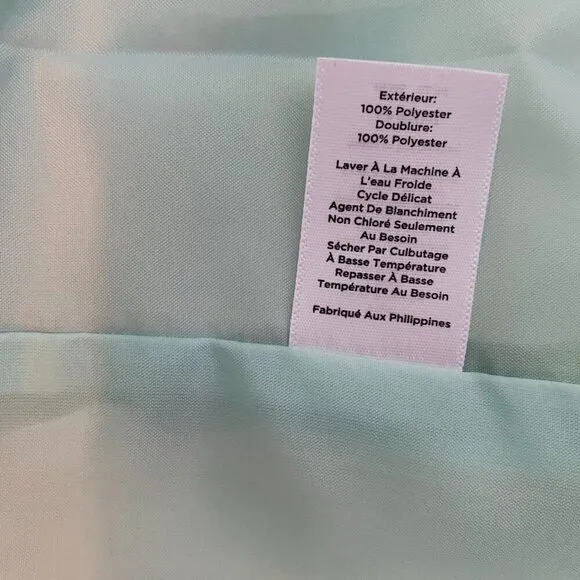 Extérieur:
100% Polyester
Doublure:
100% Polyester
Laver À La Machine À
L'eau Froide
Cycle Délicat
Agent De Blanchiment
Non Chloré Seulement
Au Besoin
Sécher Par Culbutage
À Basse Température
Repasser À Basse
Température Au Besoin
Fabriqué Aux Philippines